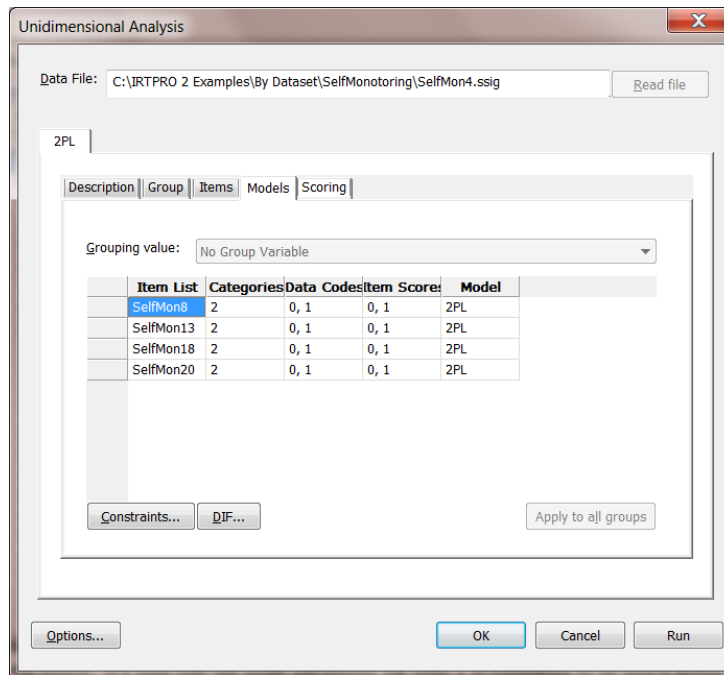 Unidimensional Analysis
X
Data File: C:\IRTPRO 2 Examples\By Dataset\SelfMonotoring\SelfMon4.ssig Read file
2PL
Description Group Items Models Scoring
Grouping value: No Group Variable
Item List Categories Data Codes Item Scores Model
SelfMon8 2 0, 1 0, 1 2PL
SelfMon13 2 0, 1 0, 1 2PL
SelfMon18 2 0, 1 0, 1 2PL
SelfMon20 2 0, 1 0, 1 2PL
Constraints... DIF... Apply to all groups
Options... OK Cancel Run